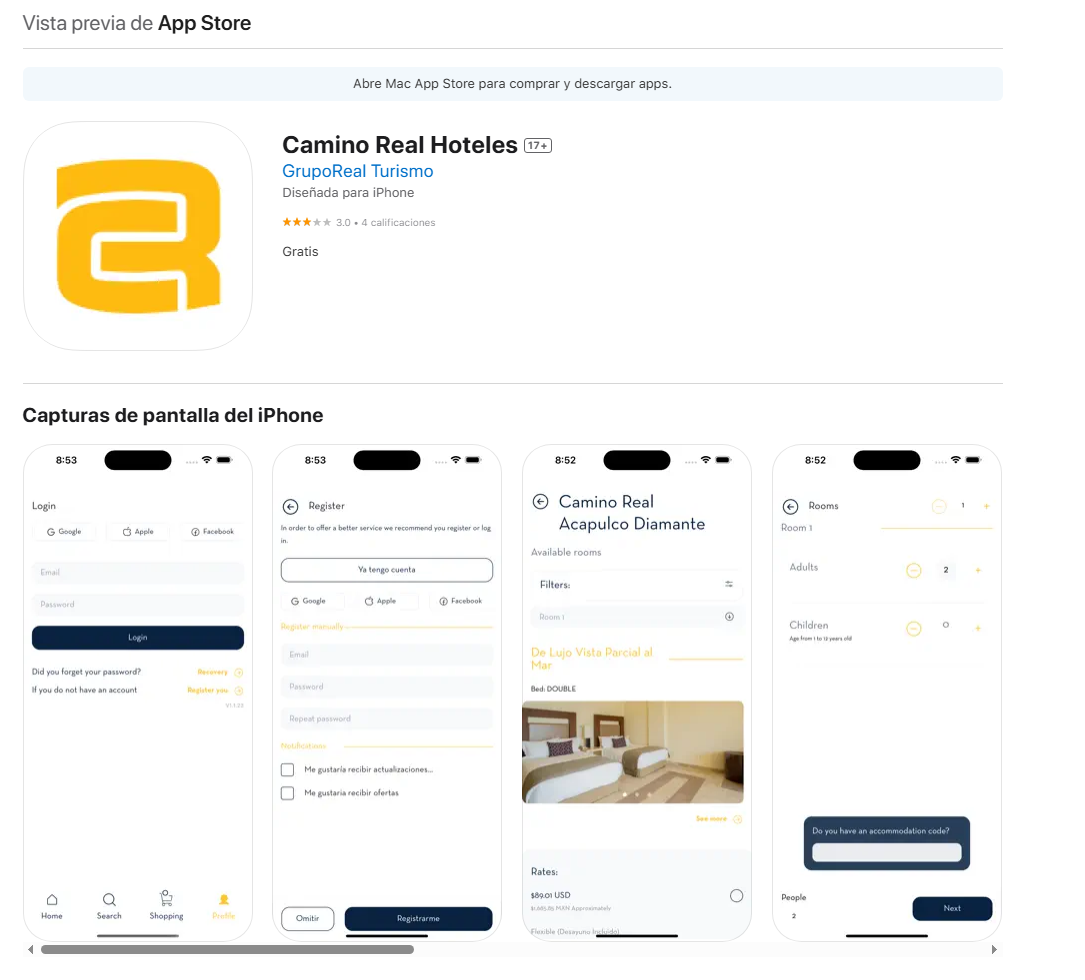 Vista previa de App Store
Abre Mac App Store para comprar y descargar apps.
Camino Real Hoteles 17+
GrupoReal Turismo
Diseñada para iPhone
3.0 • 4 calificaciones
Gratis
Capturas de pantalla del iPhone
8:53
Login
Google Apple Facebook
Email
Password
Login
Did you forget your password? Recovery
If you do not have an account Register you
V1.1.23
Home Search Shopping Profile
8:53
Register
In order to offer a better service we recommend you register or log
in.
Ya tengo cuenta
Google Apple Facebook
Register manually
Email
Password
Repeat password
Notifications
Me gustaría recibir actualizaciones...
Me gustaria recibir ofertas
Omitir Registrarme
8:52
Camino Real
Acapulco Diamante
Available rooms
Filters:
Room 1
De Lujo Vista Parcial al
Mar
Bed: DOUBLE
See more
Rates:
$89.01 USD
Approximately
Flexible (Desayuno Incluido)
8:52
Rooms 1
Room 1
Adults 2
Children 0
Age from 1 to 12 years old
Do you have an accommodation code?
People
2
Next